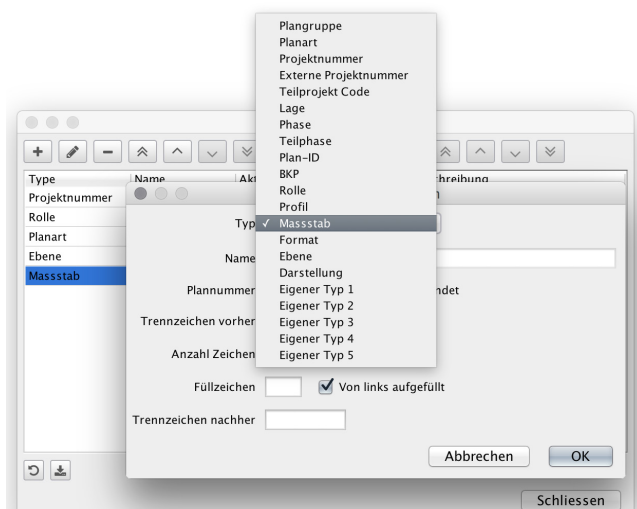 Plangruppe
Planart
Projektnummer
Externe Projektnummer
Teilprojekt Code
Lage
Phase
Teilphase
Plan-ID
BKP
Rolle
Profil
✓ Massstab
Format
Ebene
Darstellung
Eigener Typ 1
Eigener Typ 2
Eigener Typ 3
Eigener Typ 4
Eigener Typ 5
Type Name
Projektnummer
Rolle
Planart
Ebene
Massstab
Typ
Name
Plannummer
Trennzeichen vorher
Anzahl Zeichen
Füllzeichen Von links aufgefüllt
Trennzeichen nachher
Abbrechen OK
Schliessen